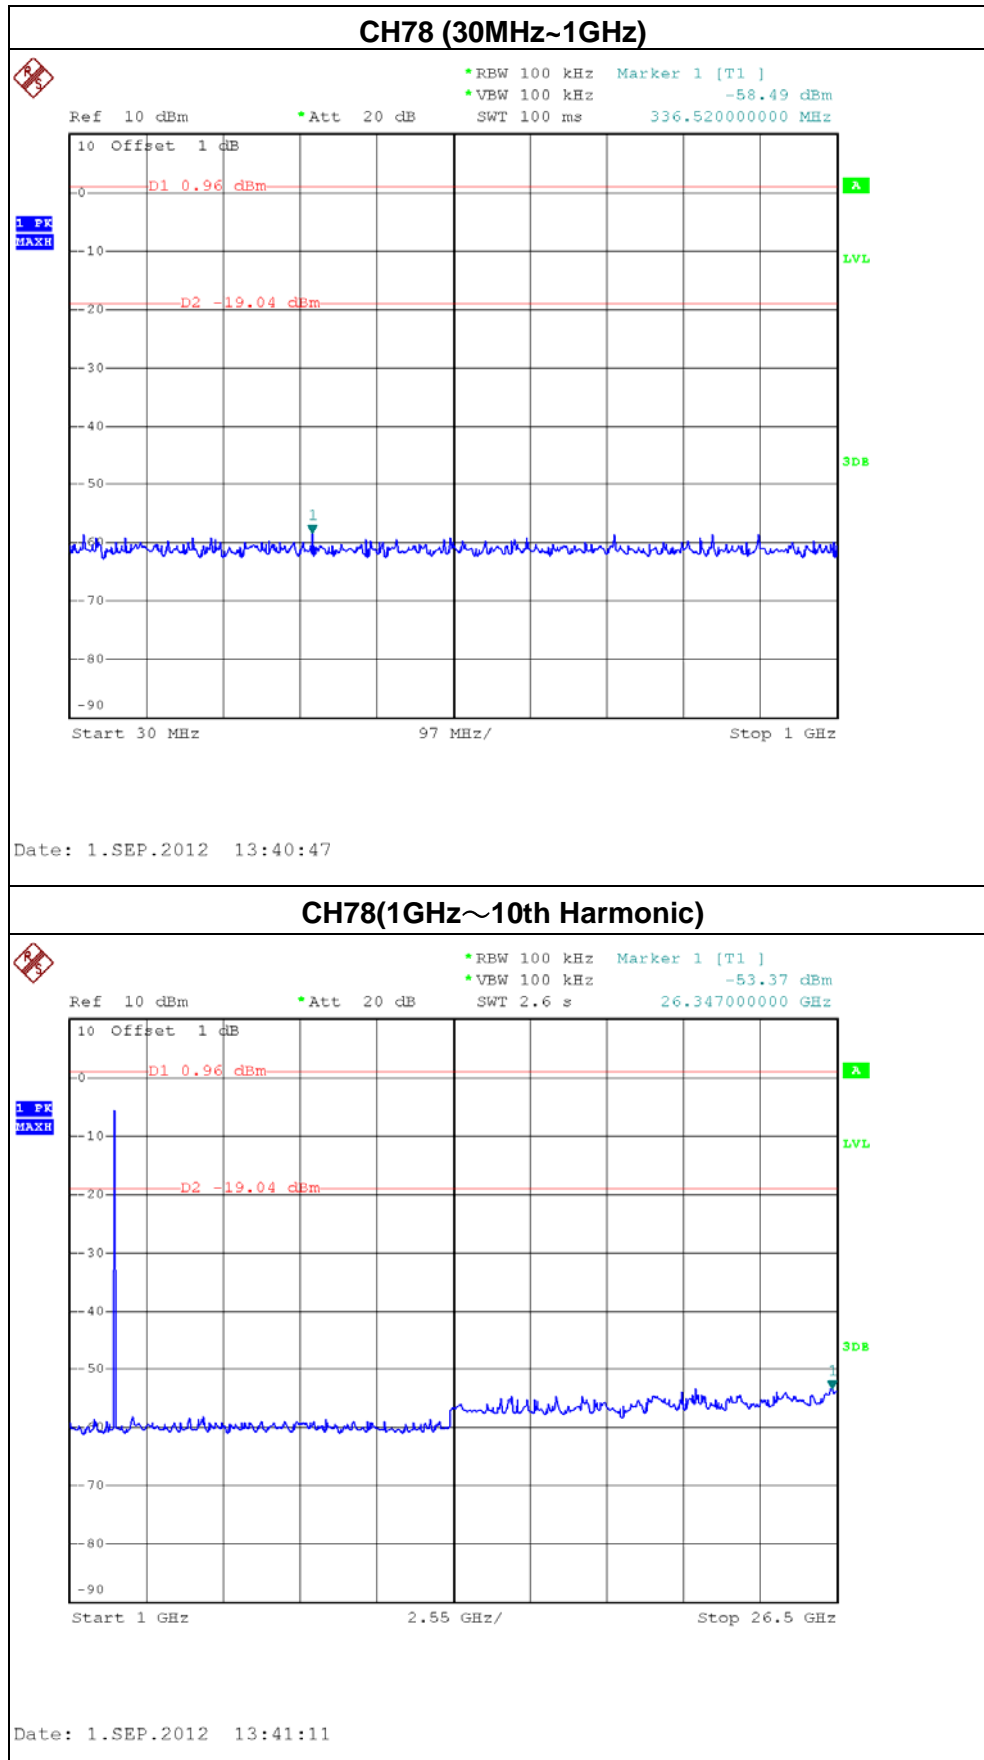 CH78 (30MHz~1GHz)
R S
*RBW 100 kHz Marker 1 [T1 ]
*VBW 100 kHz -58.49 dBm
Ref 10 dBm *Att 20 dB SWT 100 ms 336.520000000 MHz
10 Offset 1 dB
A
D1 0.96 dBm
0
1 PK
MAXH
-10
LVL
D2 -19.04 dBm
-20
-30
-40
3DB
-50
1
-60
-70
-80
-90
Start 30 MHz 97 MHz/ Stop 1 GHz
Date: 1.SEP.2012 13:40:47
CH78(1GHz～10th Harmonic)
R S
*RBW 100 kHz Marker 1 [T1 ]
*VBW 100 kHz -53.37 dBm
Ref 10 dBm *Att 20 dB SWT 2.6 s 26.347000000 GHz
10 Offset 1 dB
A
D1 0.96 dBm
0
1 PK
MAXH
-10
LVL
D2 -19.04 dBm
-20
-30
-40
3DB
-50
1
-60
-70
-80
-90
Start 1 GHz 2.55 GHz/ Stop 26.5 GHz
Date: 1.SEP.2012 13:41:11